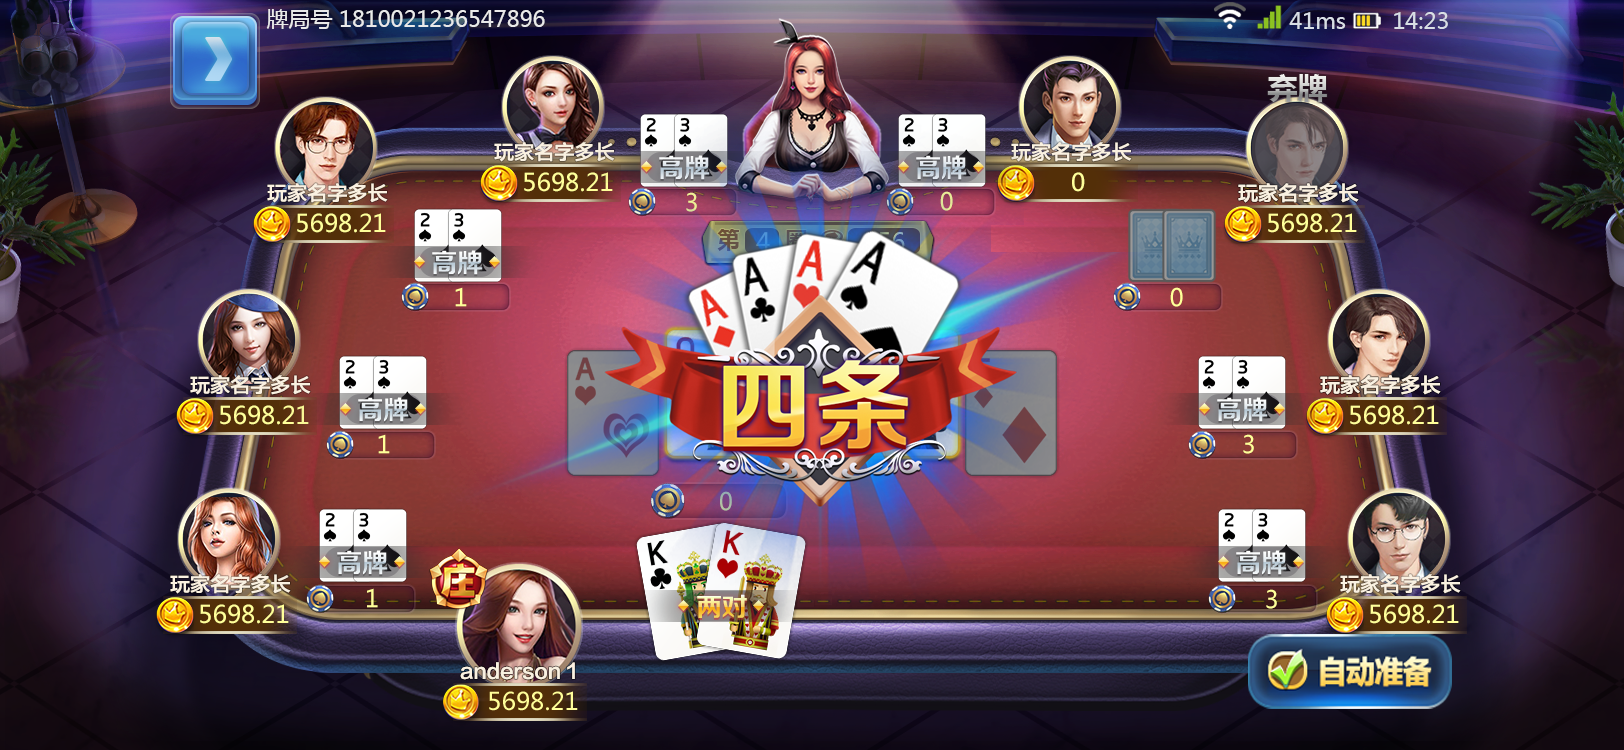 牌局号 1810021236547896
41ms
14:23
弃牌
玩家名字多长
5698.21
2 3
高牌
3
2 3
高牌
0
玩家名字多长
0
玩家名字多长
5698.21
玩家名字多长
5698.21
2 3
高牌
1
第
4
A A A A
四条
0
A
Q
玩家名字多长
5698.21
2 3
高牌
1
2 3
高牌
3
玩家名字多长
5698.21
0
玩家名字多长
5698.21
2 3
高牌
1
庄
anderson 1
5698.21
K K
两对
2 3
高牌
3
玩家名字多长
5698.21
自动准备